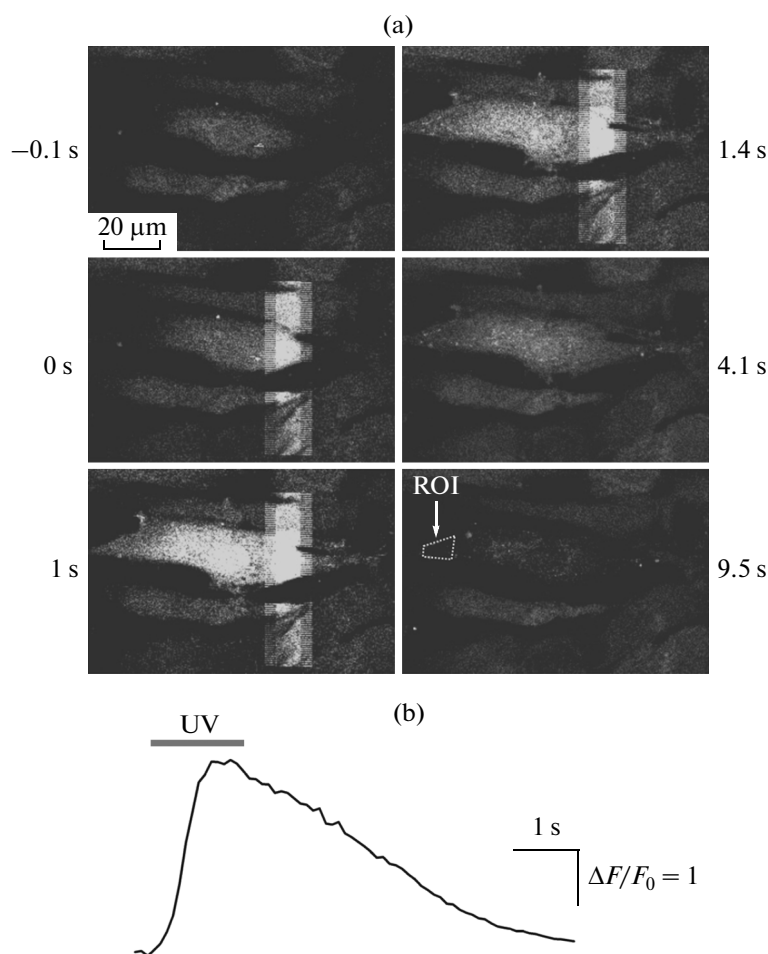 (a)
−0.1 s
1.4 s
20 μm
0 s
4.1 s
ROI
1 s
9.5 s
(b)
UV
1 s
ΔF/F₀ = 1